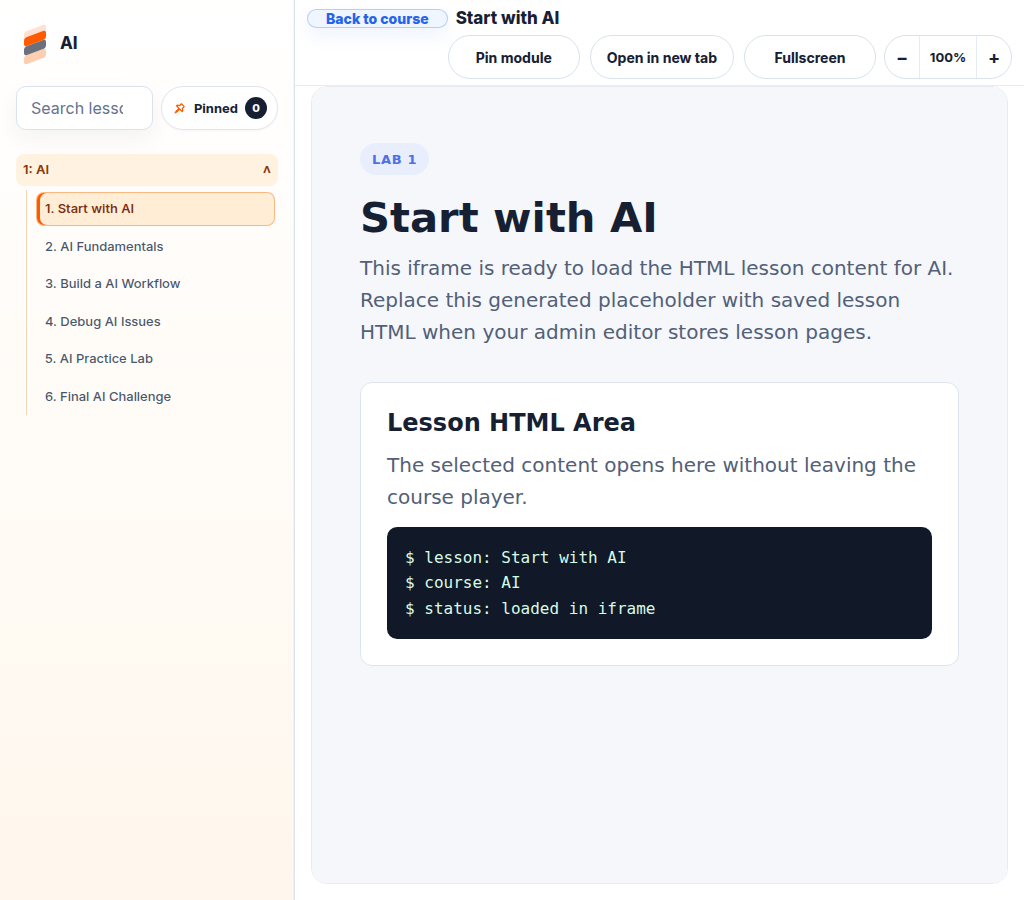 AI
Search lessc
Pinned 0
1: AI
1. Start with AI
2. AI Fundamentals
3. Build a AI Workflow
4. Debug AI Issues
5. AI Practice Lab
6. Final AI Challenge
Back to course
Start with AI
Pin module
Open in new tab
Fullscreen
− 100% +
LAB 1
Start with AI
This iframe is ready to load the HTML lesson content for AI.
Replace this generated placeholder with saved lesson
HTML when your admin editor stores lesson pages.
Lesson HTML Area
The selected content opens here without leaving the
course player.
$ lesson: Start with AI
$ course: AI
$ status: loaded in iframe